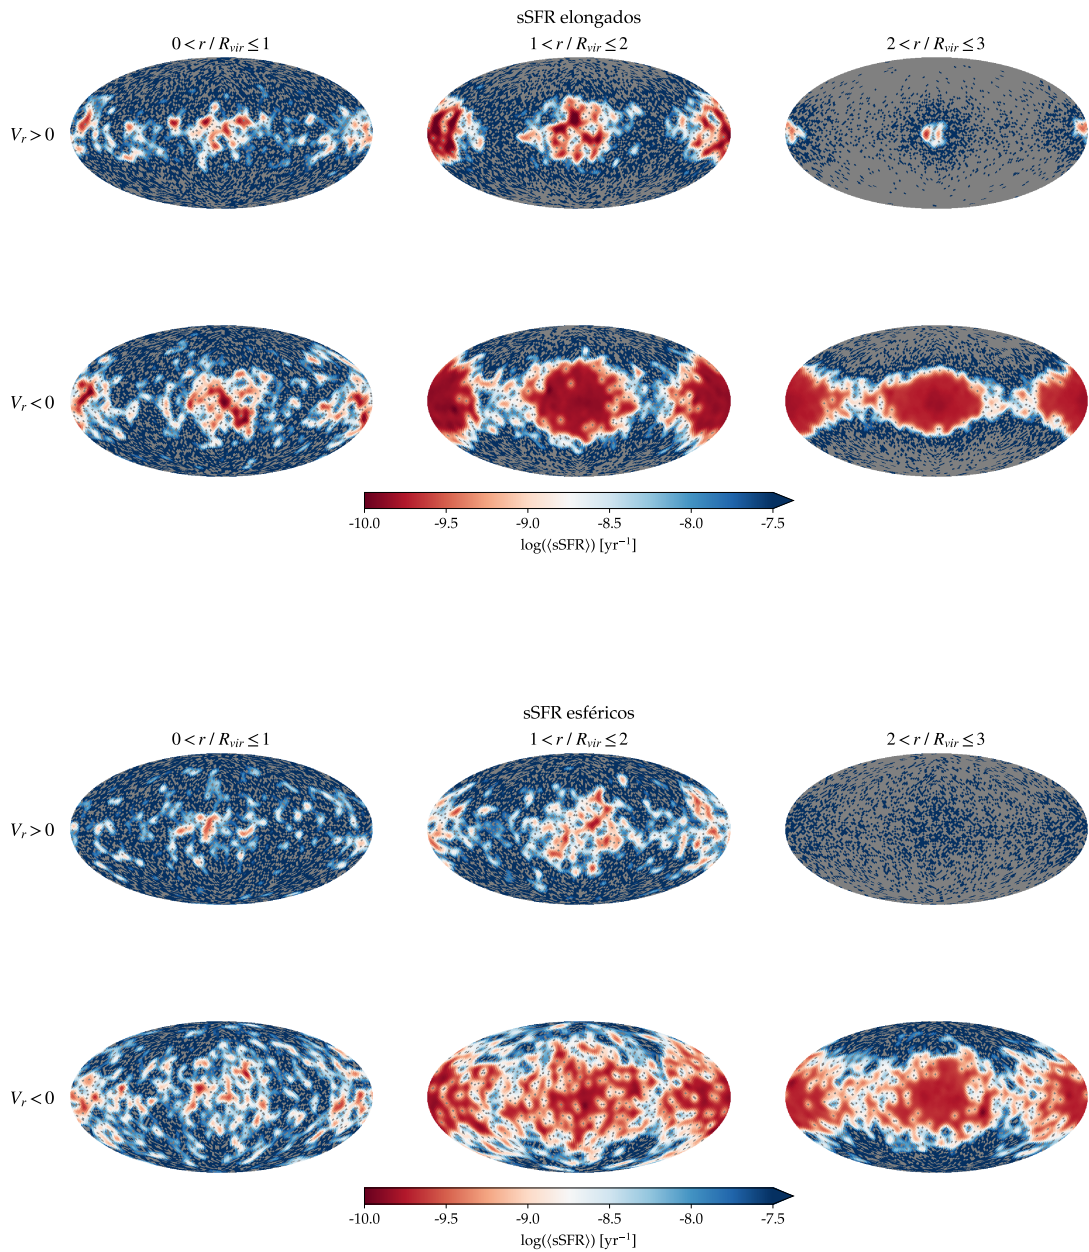 sSFR elongados
0 < r / R_vir ≤ 1
1 < r / R_vir ≤ 2
2 < r / R_vir ≤ 3
V_r > 0
V_r < 0
-10.0 -9.5 -9.0 -8.5 -8.0 -7.5
log(⟨sSFR⟩) [yr⁻¹]
sSFR esféricos
0 < r / R_vir ≤ 1
1 < r / R_vir ≤ 2
2 < r / R_vir ≤ 3
V_r > 0
V_r < 0
-10.0 -9.5 -9.0 -8.5 -8.0 -7.5
log(⟨sSFR⟩) [yr⁻¹]